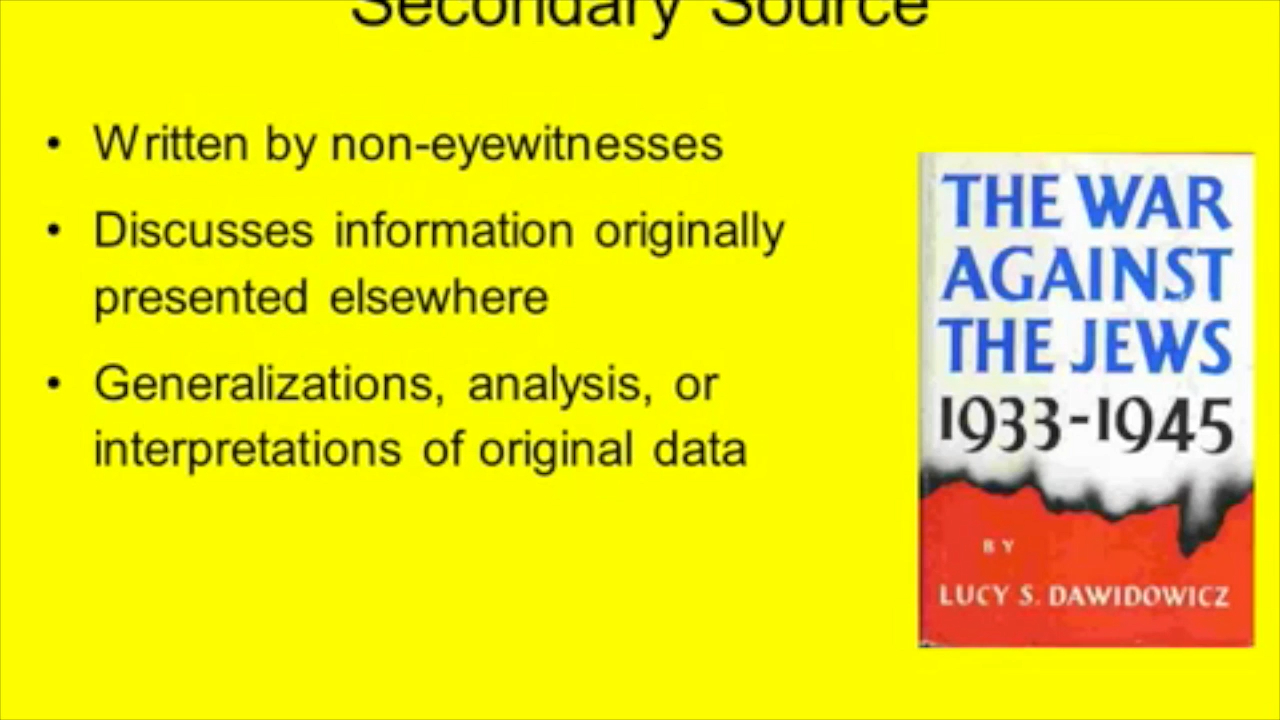 Secondary Source
• Written by non-eyewitnesses
• Discusses information originally
presented elsewhere
• Generalizations, analysis, or
interpretations of original data
THE WAR
AGAINST
THE JEWS
1933-1945
BY
LUCY S. DAWIDOWICZ